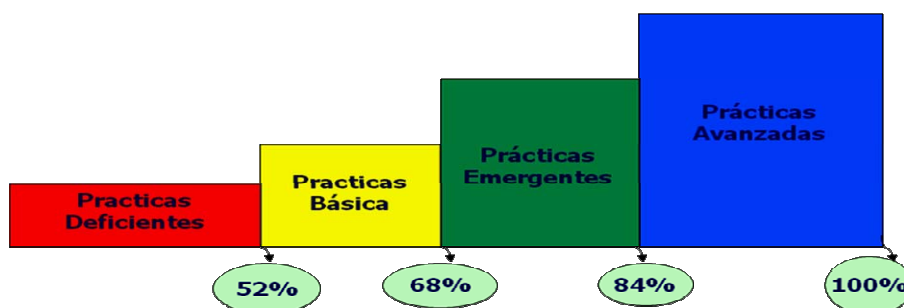 Practicas
Deficientes
Practicas
Básica
Prácticas
Emergentes
Prácticas
Avanzadas
52%
68%
84%
100%